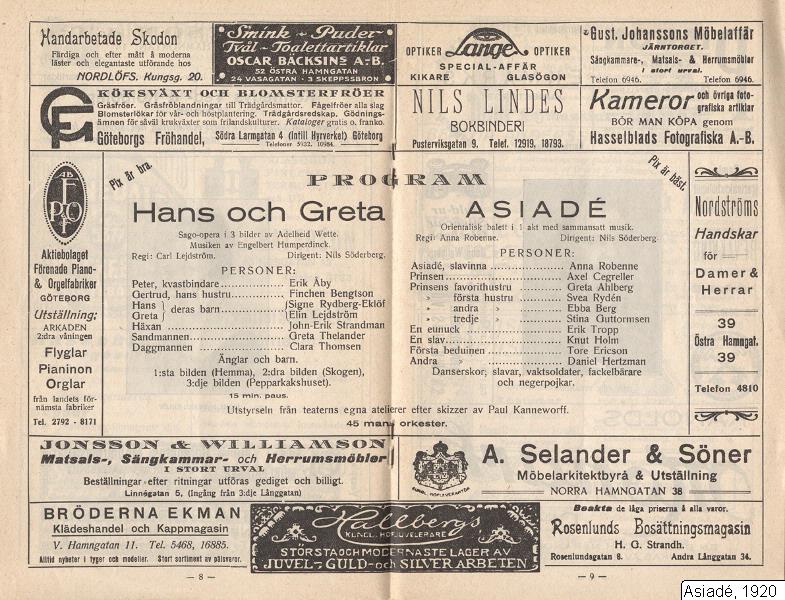 Handarbetade Skodon
Färdiga och efter mått å moderna
läster och elegantaste utförande hos
NORDLÖFS. Kungsg. 20.
Smink - Puder
Tvål - Toalettartiklar
OSCAR BÄCKSINS A.-B.
52 ÖSTRA HAMNGATAN
24 VASAGATAN - 3 SKEPPSBRON
OPTIKER Lange OPTIKER
SPECIAL-AFFÄR
KIKARE GLASÖGON
Gust. Johanssons Möbelaffär
JÄRNTORGET.
Sängkammare-, Matsals- & Herrumsmöbler
i stort urval.
Telefon 6946. Telefon 6946.
GF
KÖKSVÄXT OCH BLOMSTERFRÖER
Gräsfröer. Gräsfröblandningar till Trädgårdsmattor. Fågelfröer alla slag
Blomsterlökar för vår- och höstplantering. Trädgårdsredskap. Gödnings-
ämnen för såväl krukväxter som frilandskulturer. Kataloger gratis o. franko.
Göteborgs Fröhandel, Södra Larmgatan 4 (Intill Hyrverket) Göteborg
Telefoner 5932, 10984.
NILS LINDES
BOKBINDERI
Pusterviksgatan 9. Telef. 12919, 18793.
Kameror och övriga foto-
grafiska artiklar
BÖR MAN KÖPA genom
Hasselblads Fotografiska A.-B.
AB
F
P&O
Aktiebolaget
Förenade Piano-
& Orgelfabriker
GÖTEBORG
Utställning:
ARKADEN
2:dra våningen
Flyglar
Pianinon
Orglar
från landets för-
nämsta fabriker
Tel. 2792 - 8171
Pix är bra.
Pix är bäst.
PROGRAM
Hans och Greta
Sago-opera i 3 bilder av Adelheid Wette.
Musiken av Engelbert Humperdinck.
Regi: Carl Lejdström. Dirigent: Nils Söderberg.
PERSONER:
Peter, kvastbindare Erik Åby
Gertrud, hans hustru Finchen Bengtson
Hans } deras barn { Signe Rydberg-Eklöf
Greta } { Elin Lejdström
Häxan John-Erik Strandman
Sandmannen Greta Thelander
Daggmannen Clara Thomsen
Änglar och barn.
1:sta bilden (Hemma), 2:dra bilden (Skogen),
3:dje bilden (Pepparkakshuset).
15 min. paus.
ASIADÉ
Orientalisk balett i 1 akt med sammansatt musik.
Regi: Anna Robenne. Dirigent: Nils Söderberg.
PERSONER:
Asiadé, slavinna Anna Robenne
Prinsen Axel Cegreller
Prinsens favorithustru Greta Ahlberg
» första hustru Svea Rydén
» andra » Ebba Berg
» tredje » Stina Guttormsen
En eunuck Erik Tropp
En slav Knut Holm
Första beduinen Tore Ericson
Andra » Daniel Hertzman
Danserskor, slavar, vaktsoldater, fackelbärare
och negerpojkar.
Utstyrseln från teaterns egna atelierer efter skizzer av Paul Kanneworff.
45 mans orkester.
Nordströms
Handskar
för
Damer &
Herrar
39
Östra Hamngat.
39
Telefon 4810
JONSSON & WILLIAMSON
Matsals-, Sängkammar- och Herrumsmöbler
I STORT URVAL
Beställningar efter ritningar utföras gediget och billigt.
Linnégatan 5, (Ingång från 3:dje Långgatan)
KUNGL. HOFLEVERANTÖR
A. Selander & Söner
Möbelarkitektbyrå & Utställning
NORRA HAMNGATAN 38
BRÖDERNA EKMAN
Klädeshandel och Kappmagasin
V. Hamngatan 11. Tel. 5468, 16885.
Alltid nyheter i tyger och modeller. Stort sortiment av pälsvaror.
Hallbergs
KUNGL. HOFJUVELERARE
STÖRSTA OCH MODERNASTE LAGER AV
JUVEL-GULD-och SILVERARBETEN
Beakta de låga priserna å alla varor.
Rosenlunds Bosättningsmagasin
H. G. Strandh.
Rosenlundsgatan 8. Andra Långgatan 34.
— 8 —
— 9 —
Asiadé, 1920